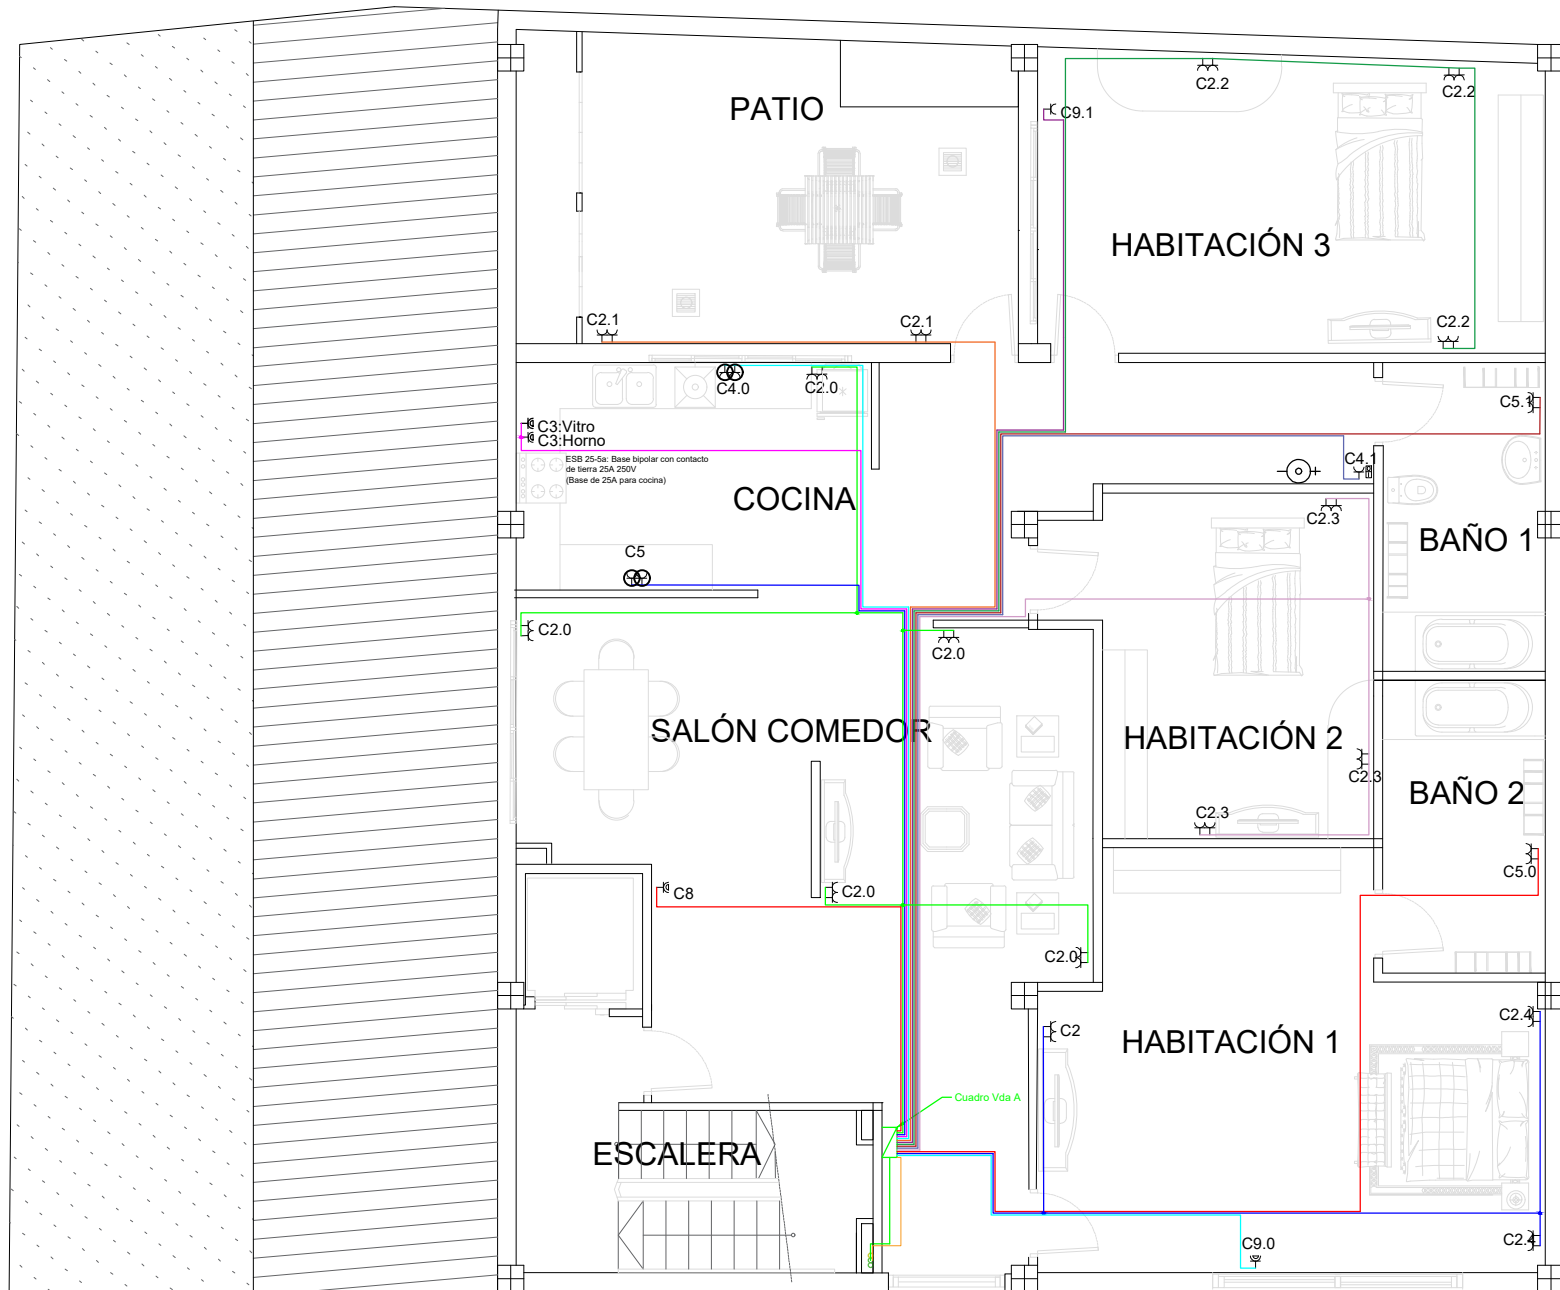 PATIO
C2.2
C2.2
C9.1
HABITACIÓN 3
C2.1
C2.1
C2.2
C4.0
C2.0
C5.1
C3:Vitro
C3:Horno
ESB 25-5a: Base bipolar con contacto
de tierra 25A 250V
(Base de 25A para cocina)
C4.1
COCINA
C2.3
BAÑO 1
C5
C2.0
C2.0
SALÓN COMEDOR
HABITACIÓN 2
C2.3
BAÑO 2
C2.3
C5.0
C8
C2.0
C2.0
C2.4
C2
HABITACIÓN 1
Cuadro Vda A
ESCALERA
C9.0
C2.4